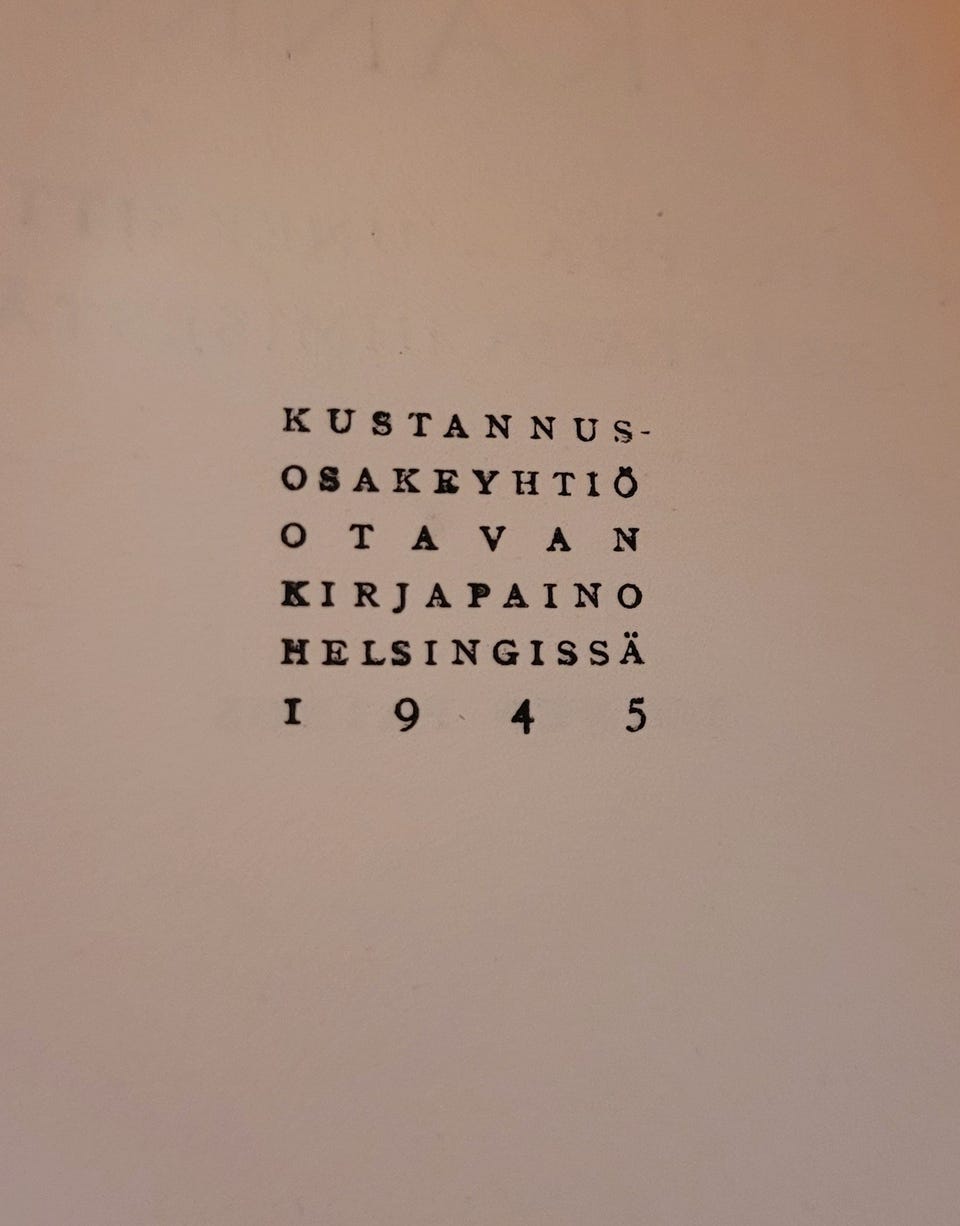 KUSTANNUS-
OSAKEYHTIÖ
OTAVAN
KIRJAPAINO
HELSINGISSÄ
1945